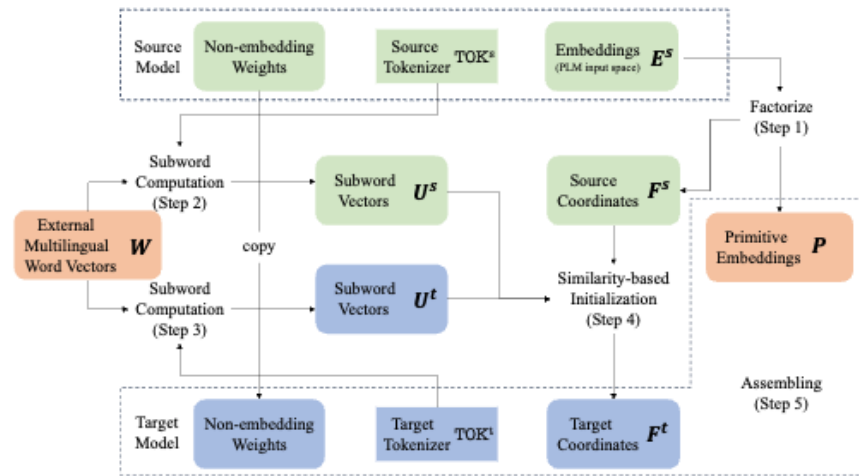 Source
Model
Non-embedding
Weights
Source
Tokenizer
TOKˢ
Embeddings
(PLM input space)
Eˢ
Factorize
(Step 1)
Subword
Computation
(Step 2)
Subword
Vectors
Uˢ
Source
Coordinates
Fˢ
External
Multilingual
Word Vectors
W
copy
Primitive
Embeddings
P
Subword
Computation
(Step 3)
Subword
Vectors
Uᵗ
Similarity-based
Initialization
(Step 4)
Assembling
(Step 5)
Target
Model
Non-embedding
Weights
Target
Tokenizer
TOKᵗ
Target
Coordinates
Fᵗ